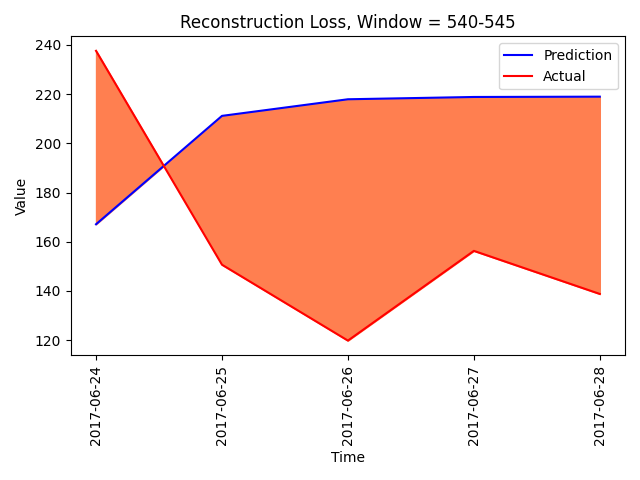 Reconstruction Loss, Window = 540-545
Prediction
Actual
240
220
200
180
160
140
120
Value
2017-06-24
2017-06-25
2017-06-26
2017-06-27
2017-06-28
Time